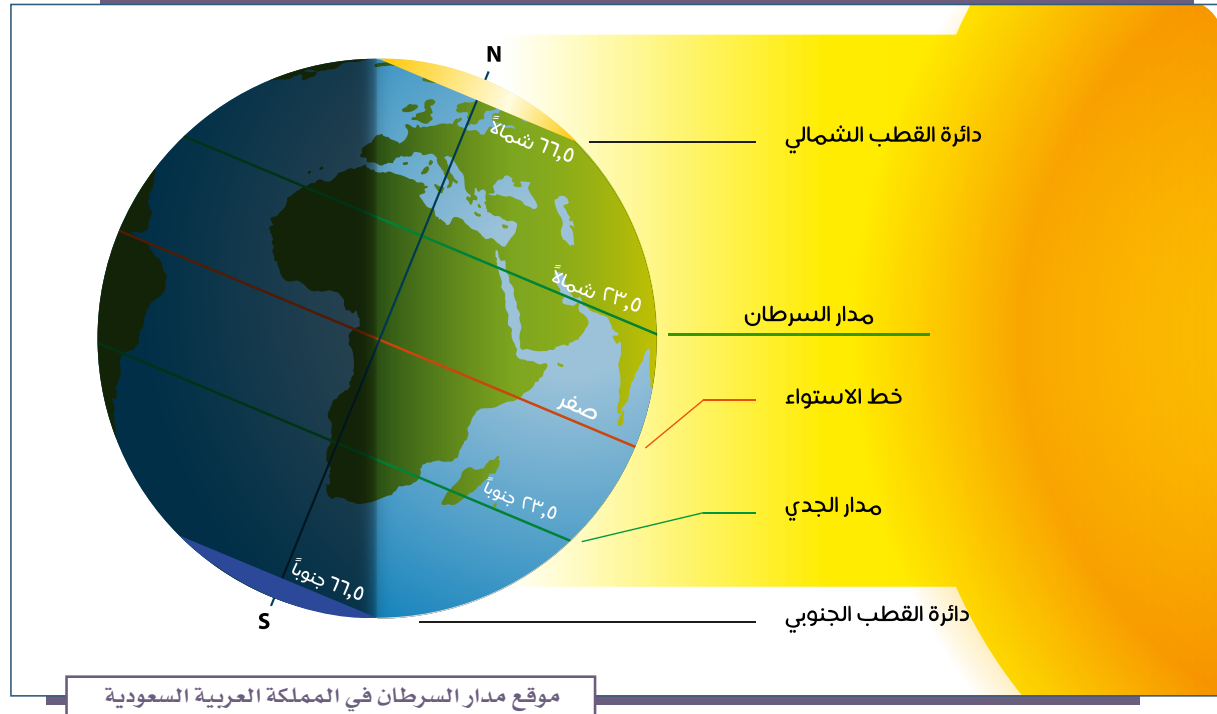 N
٦٦,٥ شمالاً
دائرة القطب الشمالي
٢٣,٥ شمالاً
مدار السرطان
صفر
خط الاستواء
٢٣,٥ جنوباً
مدار الجدي
٦٦,٥ جنوباً
S
دائرة القطب الجنوبي
موقع مدار السرطان في المملكة العربية السعودية